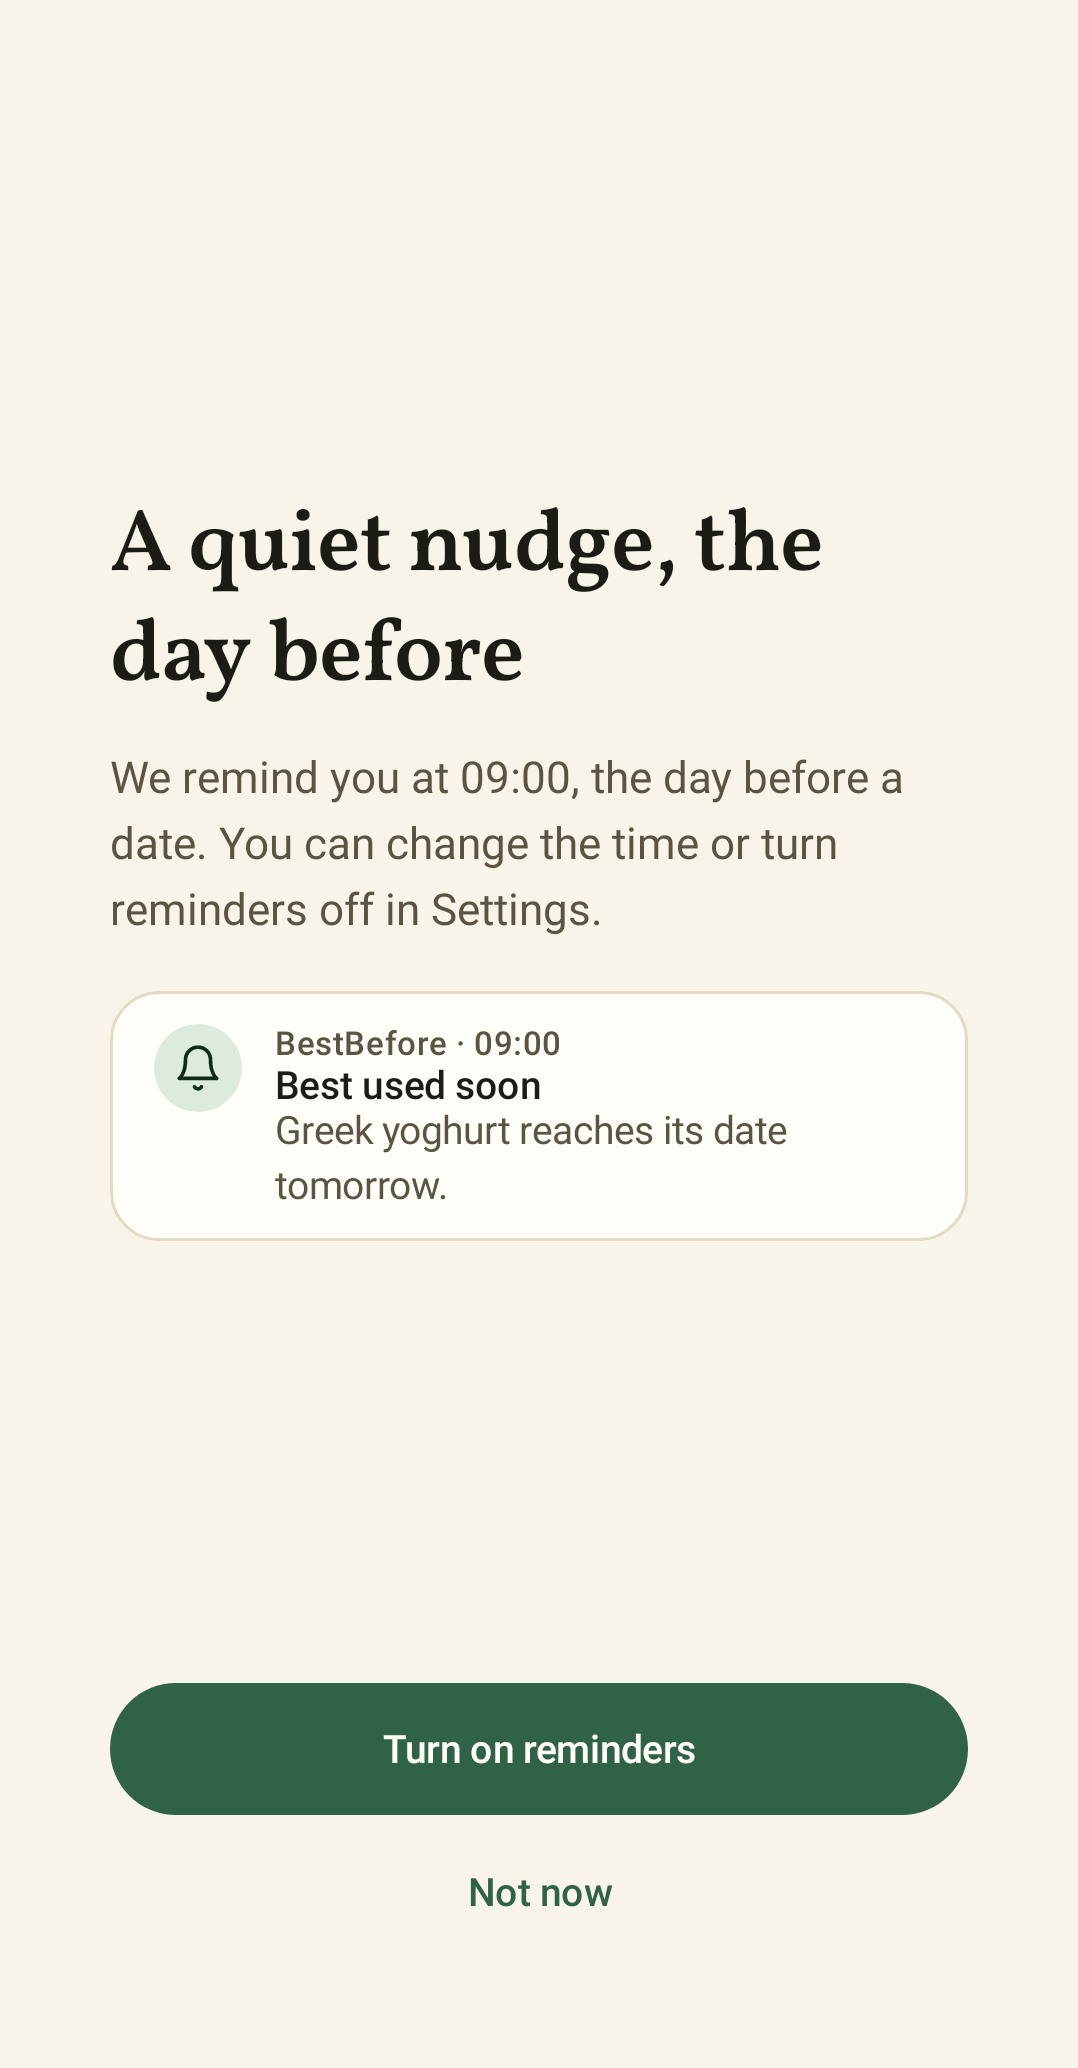 A quiet nudge, the
day before
We remind you at 09:00, the day before a
date. You can change the time or turn
reminders off in Settings.
BestBefore · 09:00
Best used soon
Greek yoghurt reaches its date
tomorrow.
Turn on reminders
Not now